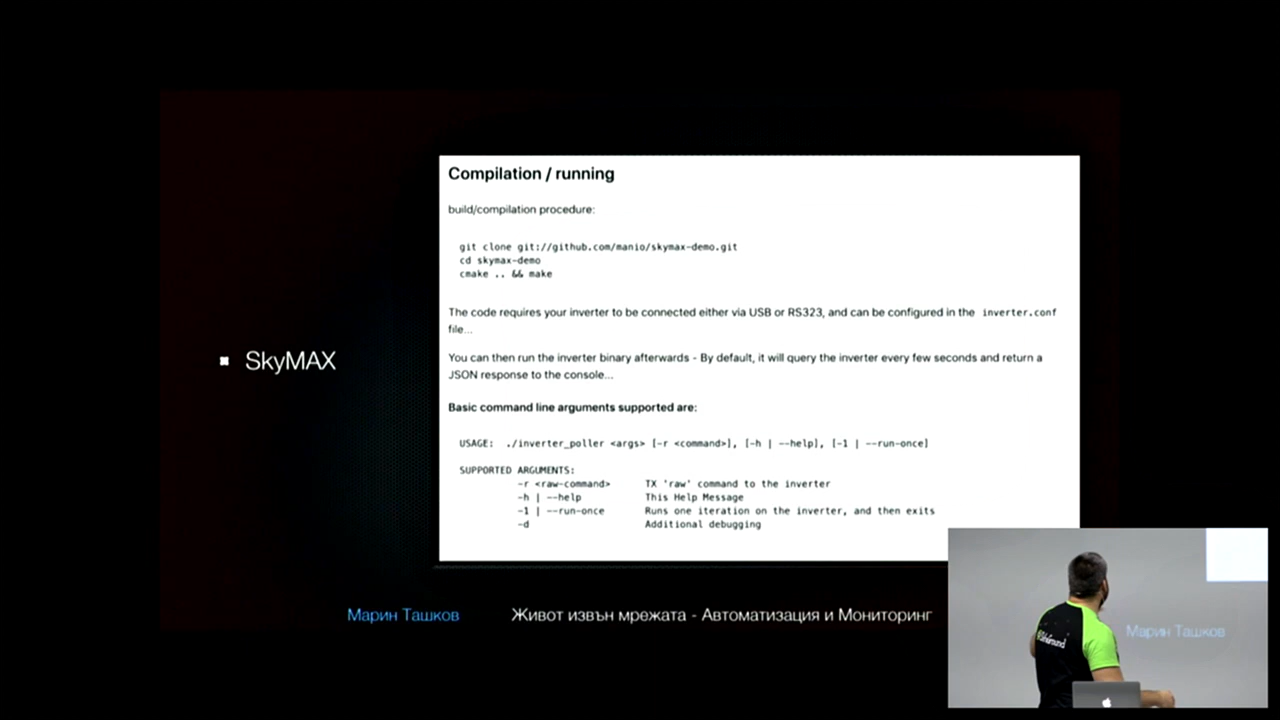 Compilation / running
build/compilation procedure:
git clone git://github.com/manio/skymax-demo.git
cd skymax-demo
cmake .. && make
The code requires your inverter to be connected either via USB or RS323, and can be configured in the inverter.conf
file...
You can then run the inverter binary afterwards - By default, it will query the inverter every few seconds and return a
JSON response to the console...
Basic command line arguments supported are:
USAGE: ./inverter_poller <args> [-r <command>], [-h | --help], [-1 | --run-once]
SUPPORTED ARGUMENTS:
-r <raw-command> TX 'raw' command to the inverter
-h | --help This Help Message
-1 | --run-once Runs one iteration on the inverter, and then exits
-d Additional debugging
SkyMAX
Марин Ташков Живот извън мрежата - Автоматизация и Мониторинг
Марин Ташков